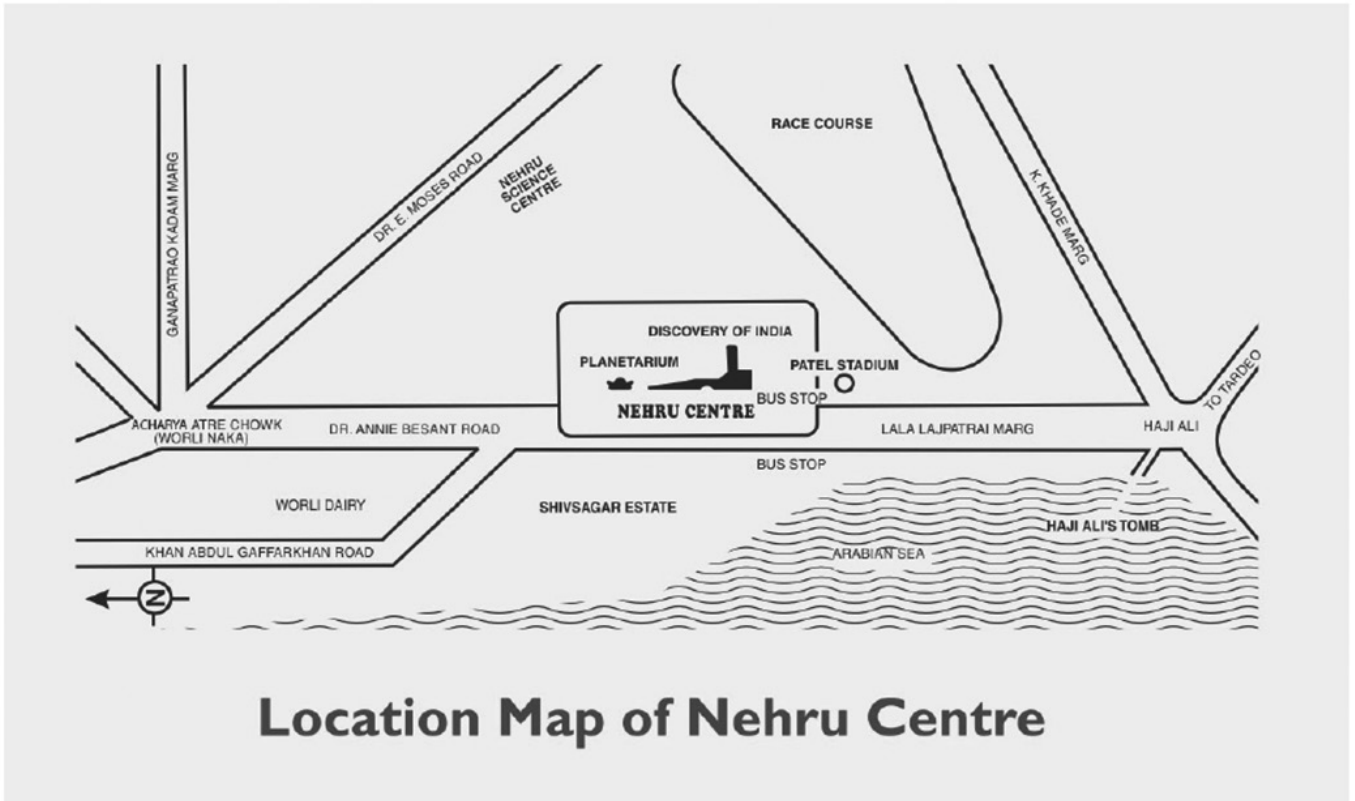 RACE COURSE
GANAPATRAO KADAM MARG
DR. E. MOSES ROAD
NEHRU
SCIENCE
CENTRE
K. KHADE MARG
DISCOVERY OF INDIA
PLANETARIUM
PATEL STADIUM
BUS STOP
NEHRU CENTRE
TO TARDEO
ACHARYA ATRE CHOWK
(WORLI NAKA)
DR. ANNIE BESANT ROAD
LALA LAJPATRAI MARG
HAJI ALI
BUS STOP
WORLI DAIRY
SHIVSAGAR ESTATE
HAJI ALI'S TOMB
KHAN ABDUL GAFFARKHAN ROAD
ARABIAN SEA
N
Location Map of Nehru Centre